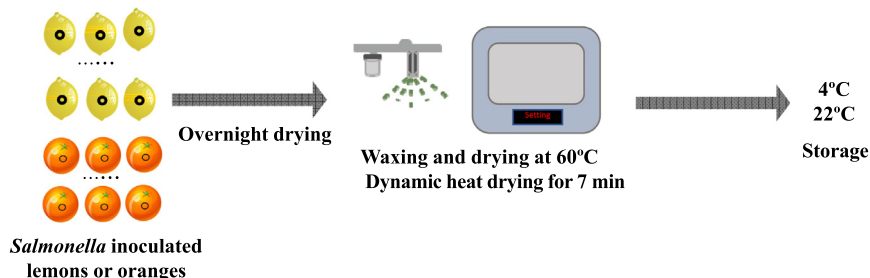 Overnight drying
Setting
Waxing and drying at 60ºC
Dynamic heat drying for 7 min
4ºC
22ºC
Storage
Salmonella inoculated
lemons or oranges